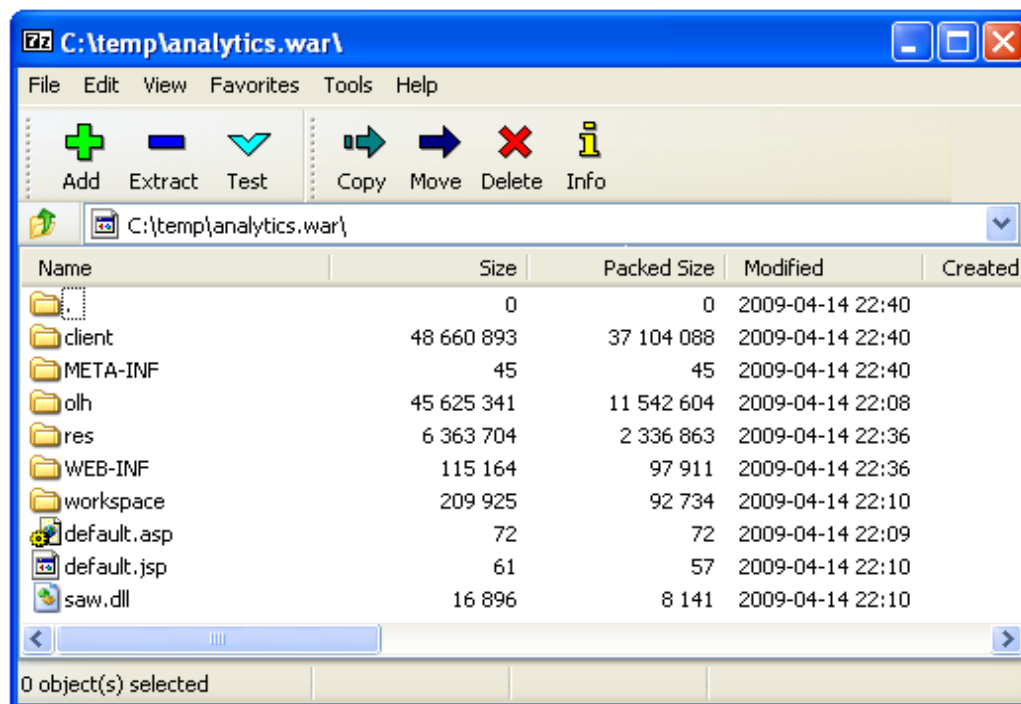 7z C:\temp\analytics.war\
File Edit View Favorites Tools Help
Add Extract Test Copy Move Delete Info
C:\temp\analytics.war\
Name Size Packed Size Modified Created
. 0 0 2009-04-14 22:40
client 48 660 893 37 104 088 2009-04-14 22:40
META-INF 45 45 2009-04-14 22:40
olh 45 625 341 11 542 604 2009-04-14 22:08
res 6 363 704 2 336 863 2009-04-14 22:36
WEB-INF 115 164 97 911 2009-04-14 22:36
workspace 209 925 92 734 2009-04-14 22:10
default.asp 72 72 2009-04-14 22:09
default.jsp 61 57 2009-04-14 22:10
saw.dll 16 896 8 141 2009-04-14 22:10
0 object(s) selected